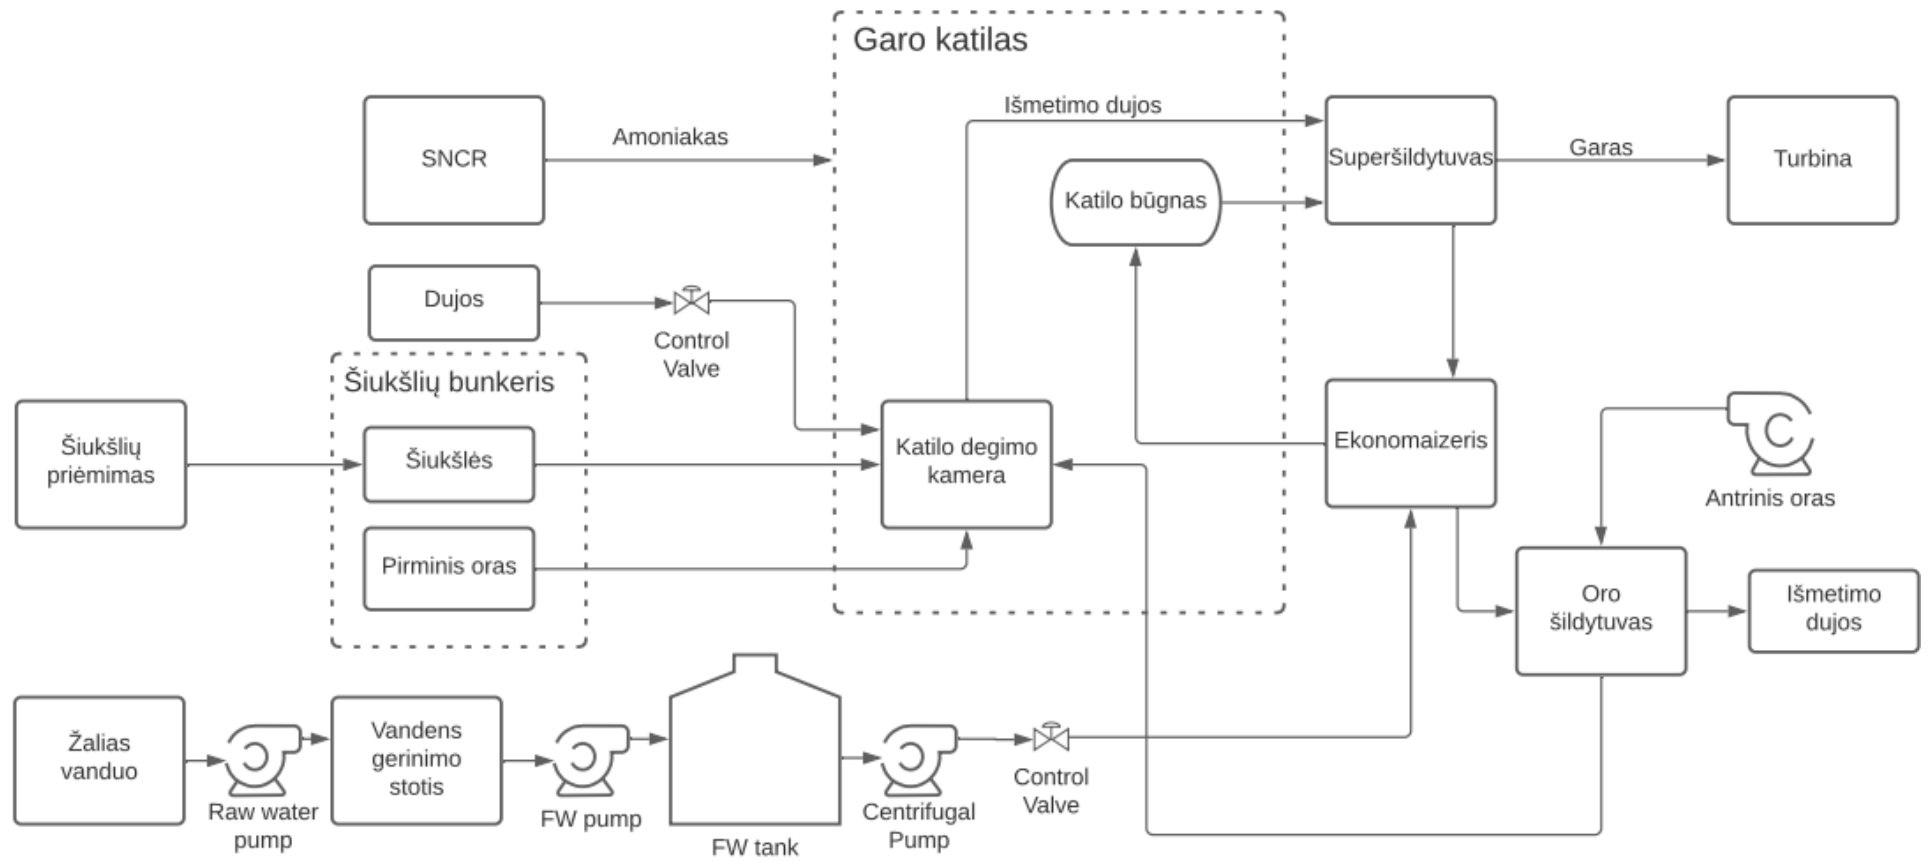 Garo katilas
Išmetimo dujos
SNCR
Amoniakas
Superšildytuvas
Garas
Turbina
Katilo būgnas
Dujos
Control
Valve
Šiukšlių bunkeris
Šiukšlių
priėmimas
Šiukšlės
Katilo degimo
kamera
Ekonomaizeris
Antrinis oras
Pirminis oras
Oro
šildytuvas
Išmetimo
dujos
Žalias
vanduo
Raw water
pump
Vandens
gerinimo
stotis
FW pump
FW tank
Centrifugal
Pump
Control
Valve